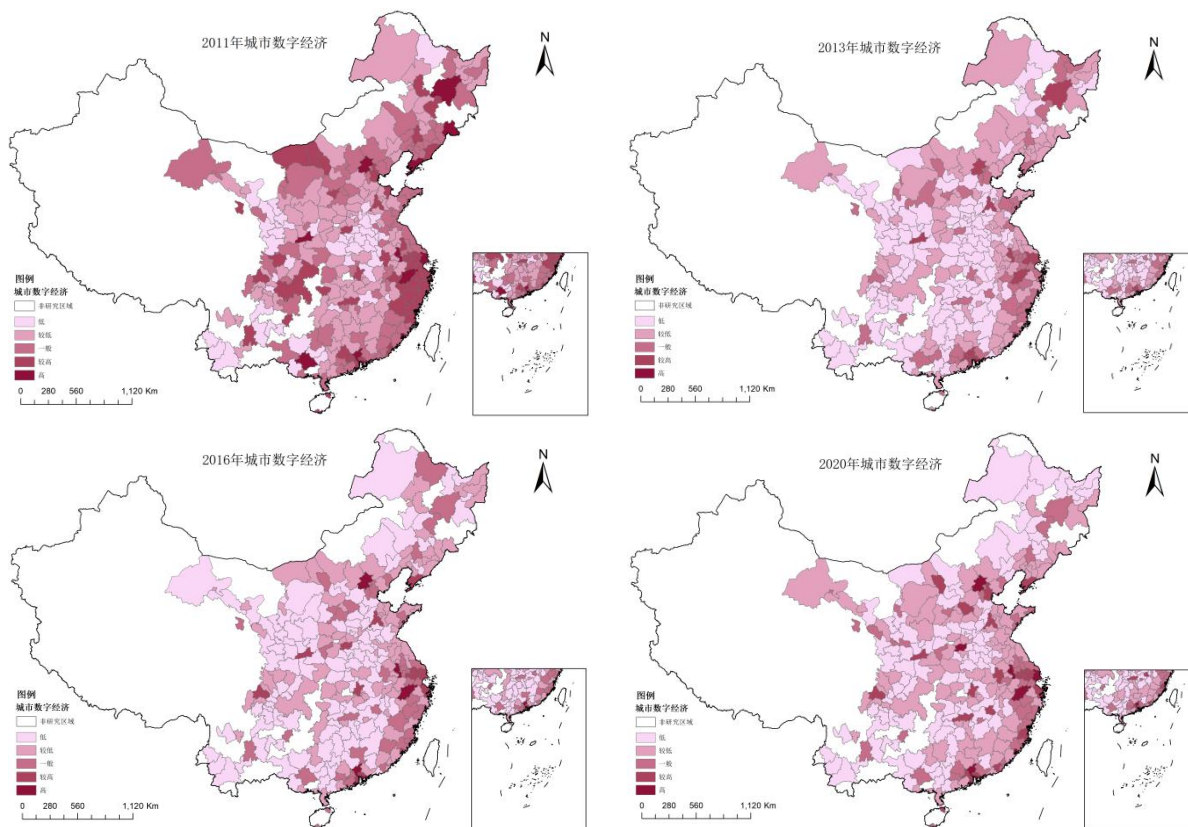 2011年城市数字经济
N
图例
城市数字经济
非研究区域
低
较低
一般
较高
高
0 280 560 1,120 Km
2013年城市数字经济
N
图例
城市数字经济
非研究区域
低
较低
一般
较高
高
0 280 560 1,120 Km
2016年城市数字经济
N
图例
城市数字经济
非研究区域
低
较低
一般
较高
高
0 280 560 1,120 Km
2020年城市数字经济
N
图例
城市数字经济
非研究区域
低
较低
一般
较高
高
0 280 560 1,120 Km